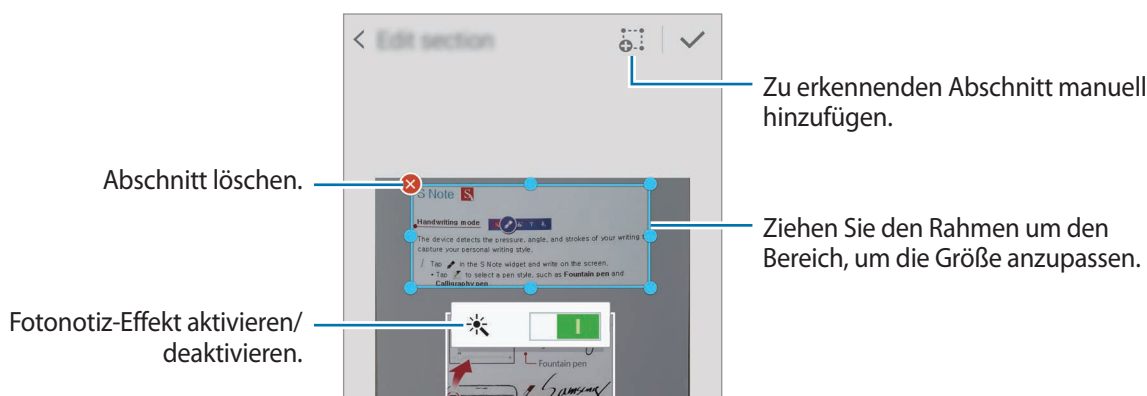 Edit section
Zu erkennenden Abschnitt manuell
hinzufügen.
Abschnitt löschen.
S Note
Handwriting mode
The device detects the pressure, angle, and strokes of your writing
capture your personal writing style.
Tap in the S Note widget and write on the screen.
• Tap to select a pen style, such as Fountain pen and
Calligraphy pen.
Ziehen Sie den Rahmen um den
Bereich, um die Größe anzupassen.
Fotonotiz-Effekt aktivieren/
deaktivieren.
Fountain pen
Samsung